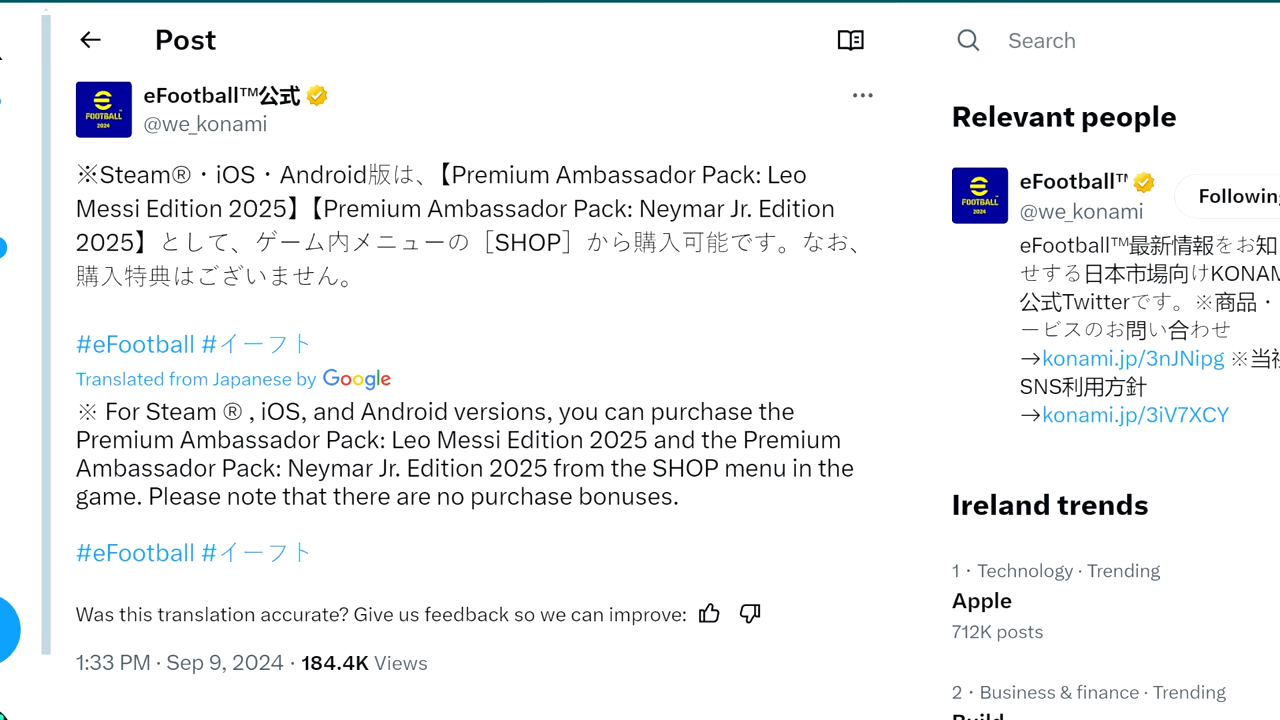 Post
Search
eFootball™公式
@we_konami
※Steam®・iOS・Android版は、【Premium Ambassador Pack: Leo
Messi Edition 2025】【Premium Ambassador Pack: Neymar Jr. Edition
2025】として、ゲーム内メニューの［SHOP］から購入可能です。なお、
購入特典はございません。
#eFootball #イーフト
Translated from Japanese by Google
※ For Steam ® , iOS, and Android versions, you can purchase the
Premium Ambassador Pack: Leo Messi Edition 2025 and the Premium
Ambassador Pack: Neymar Jr. Edition 2025 from the SHOP menu in the
game. Please note that there are no purchase bonuses.
#eFootball #イーフト
Was this translation accurate? Give us feedback so we can improve:
1:33 PM · Sep 9, 2024 · 184.4K Views
Relevant people
eFootball™
@we_konami
Following
eFootball™最新情報をお知
せする日本市場向けKONAM
公式Twitterです。※商品・
ービスのお問い合わせ
→konami.jp/3nJNipg ※当社
SNS利用方針
→konami.jp/3iV7XCY
Ireland trends
1 · Technology · Trending
Apple
712K posts
2 · Business & finance · Trending
Build
FOOTBALL
2024
FOOTBALL
2024